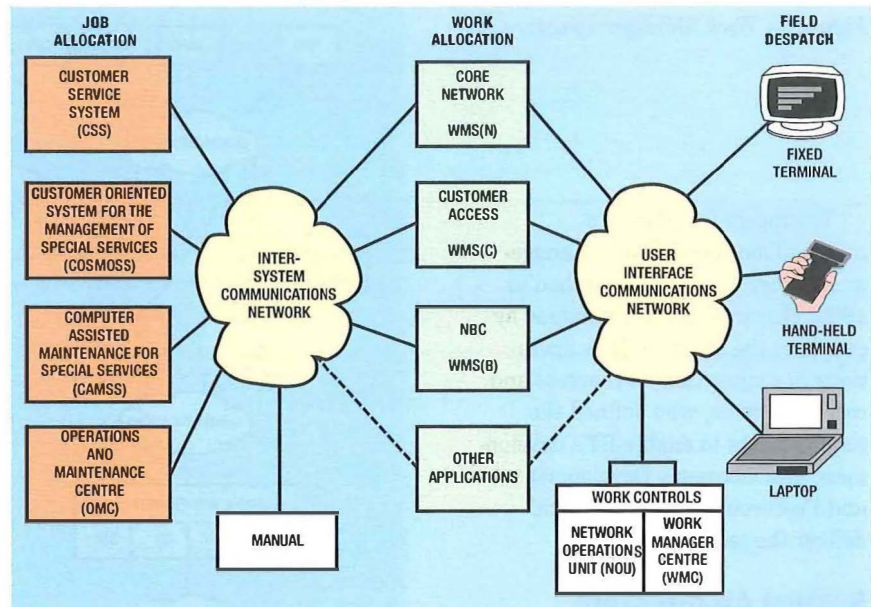 JOB
ALLOCATION
WORK
ALLOCATION
FIELD
DESPATCH
CUSTOMER
SERVICE
SYSTEM
(CSS)
CUSTOMER ORIENTED
SYSTEM FOR THE
MANAGEMENT OF
SPECIAL SERVICES
(COSMOSS)
COMPUTER
ASSISTED
MAINTENANCE FOR
SPECIAL SERVICES
(CAMSS)
OPERATIONS
AND
MAINTENANCE
CENTRE
(OMC)
INTER-
SYSTEM
COMMUNICATIONS
NETWORK
MANUAL
CORE
NETWORK
WMS(N)
CUSTOMER
ACCESS
WMS(C)
NBC
WMS(B)
OTHER
APPLICATIONS
USER
INTERFACE
COMMUNICATIONS
NETWORK
WORK CONTROLS
NETWORK
OPERATIONS
UNIT (NOU)
WORK
MANAGER
CENTRE
(WMC)
FIXED
TERMINAL
HAND-HELD
TERMINAL
LAPTOP